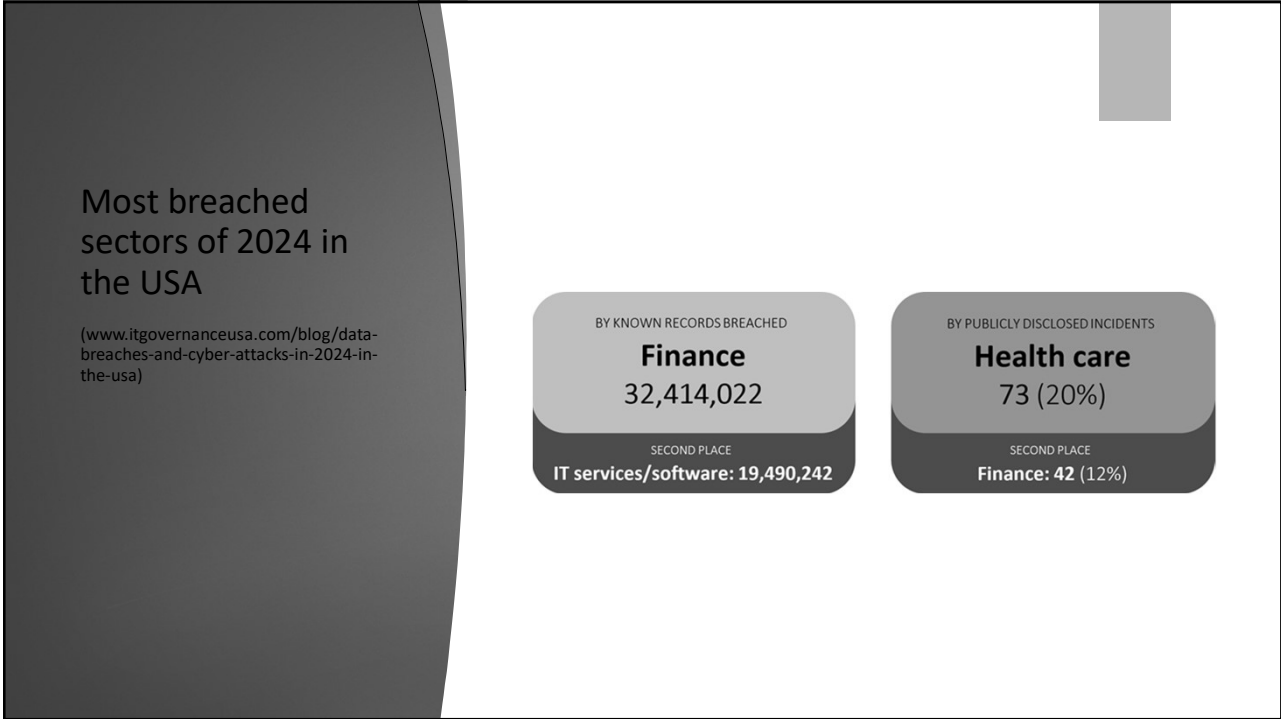 Most breached
sectors of 2024 in
the USA
(www.itgovernanceusa.com/blog/data-
breaches-and-cyber-attacks-in-2024-in-
the-usa)
BY KNOWN RECORDS BREACHED
Finance
32,414,022
SECOND PLACE
IT services/software: 19,490,242
BY PUBLICLY DISCLOSED INCIDENTS
Health care
73 (20%)
SECOND PLACE
Finance: 42 (12%)